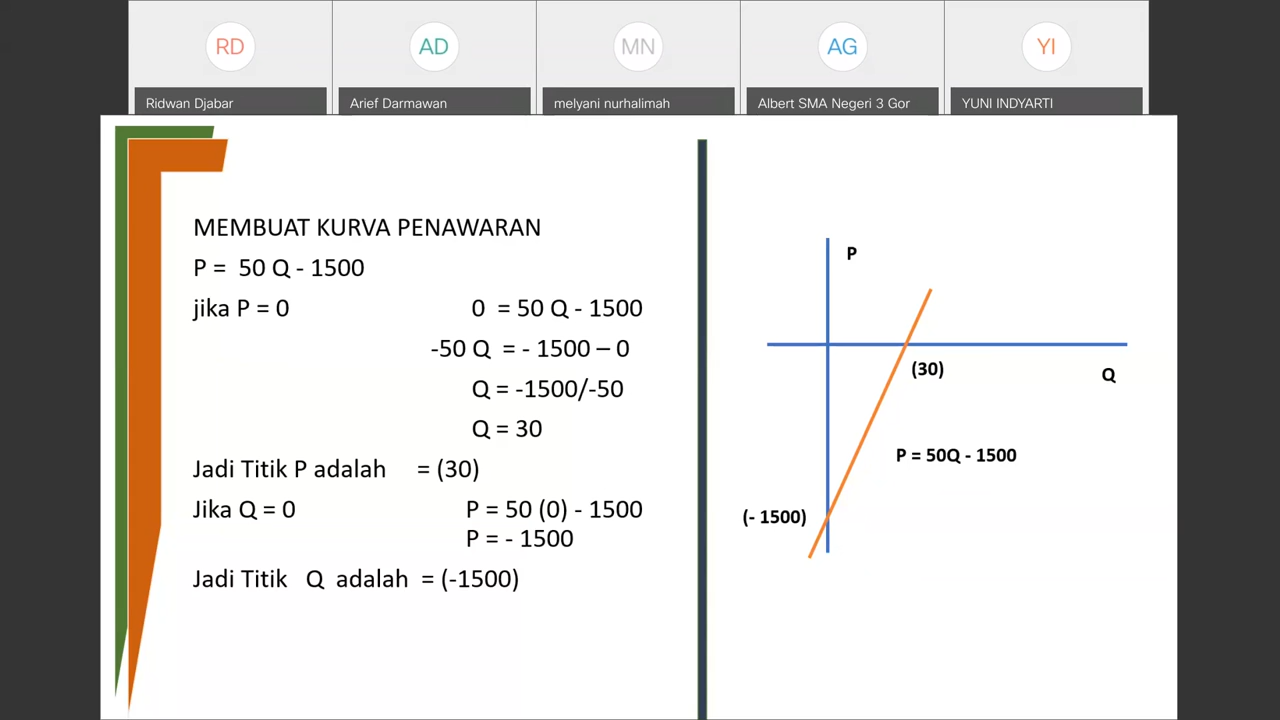 RD
AD
MN
AG
YI
Ridwan Djabar
Arief Darmawan
melyani nurhalimah
Albert SMA Negeri 3 Gor
YUNI INDYARTI
MEMBUAT KURVA PENAWARAN
P = 50 Q - 1500
jika P = 0 0 = 50 Q - 1500
-50 Q = - 1500 – 0
Q = -1500/-50
Q = 30
Jadi Titik P adalah = (30)
Jika Q = 0 P = 50 (0) - 1500
P = - 1500
Jadi Titik Q adalah = (-1500)
P
(30)
Q
P = 50Q - 1500
(- 1500)